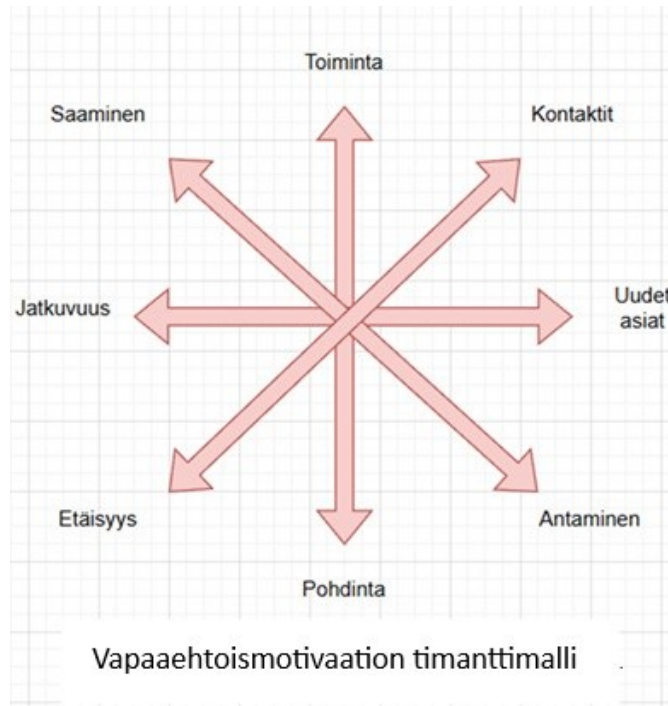 Toiminta
Saaminen
Kontaktit
Jatkuvuus
Uudet
asiat
Etäisyys
Antaminen
Pohdinta
Vapaaehtoismotivaation timanttimalli